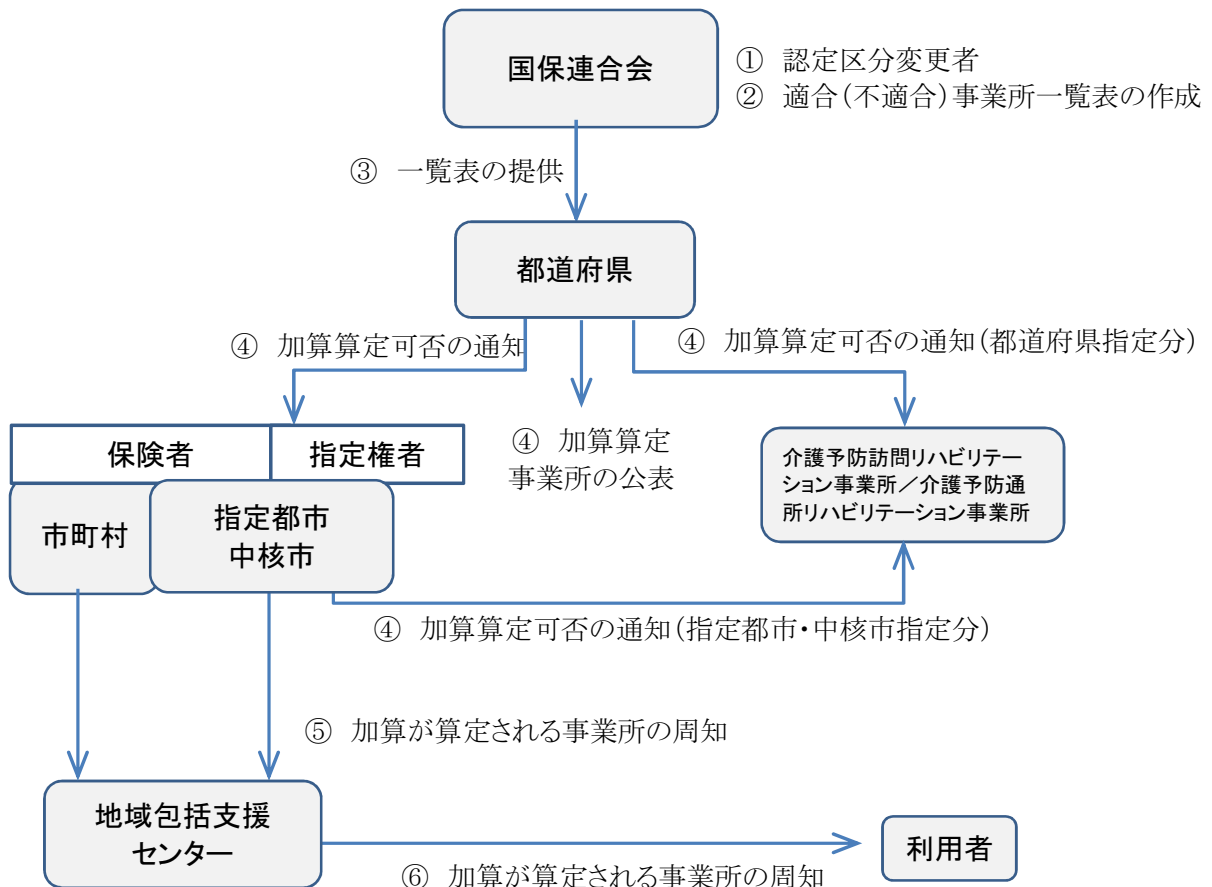 国保連合会
① 認定区分変更者
② 適合(不適合)事業所一覧表の作成
③ 一覧表の提供
都道府県
④ 加算算定可否の通知
④ 加算算定可否の通知(都道府県指定分)
④ 加算算定
事業所の公表
保険者
指定権者
市町村
指定都市
中核市
介護予防訪問リハビリテー
ション事業所／介護予防通
所リハビリテーション事業所
④ 加算算定可否の通知(指定都市・中核市指定分)
⑤ 加算が算定される事業所の周知
地域包括支援
センター
利用者
⑥ 加算が算定される事業所の周知